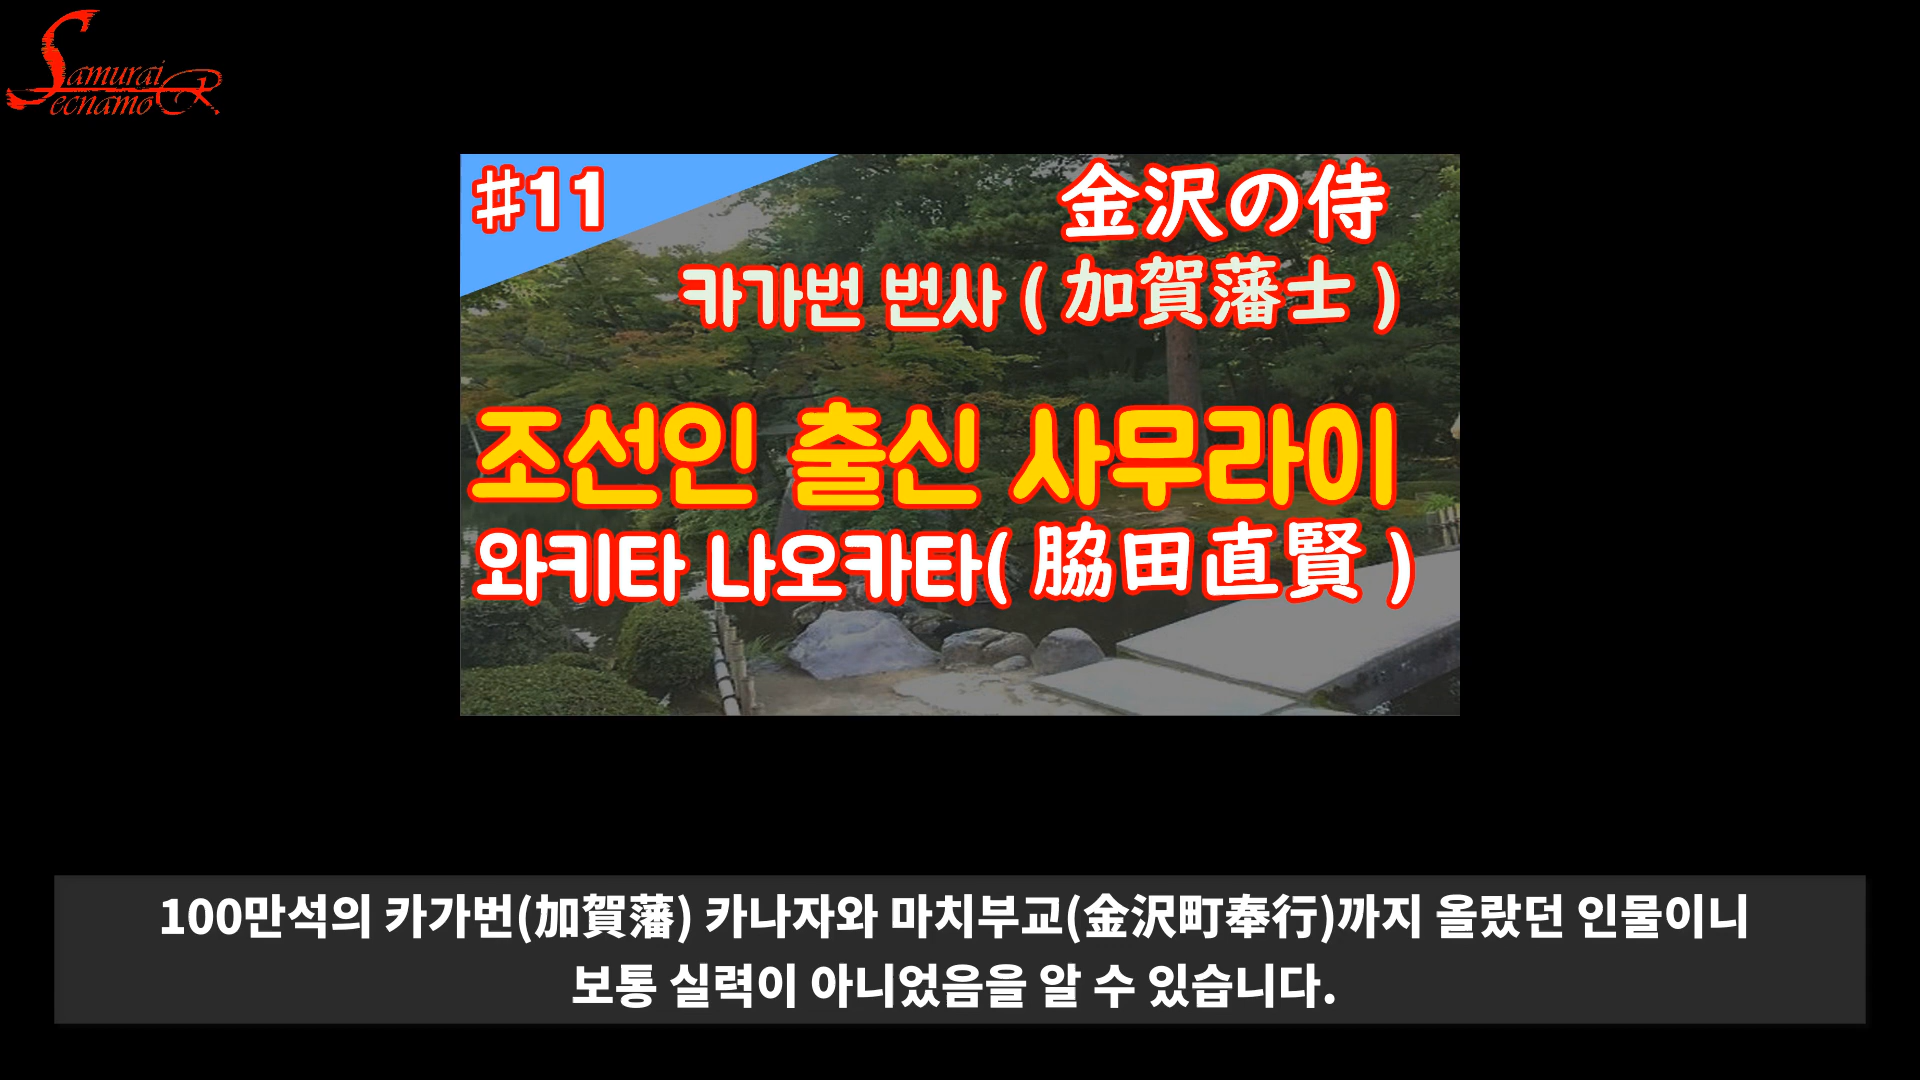 Samurai
ecnamoR
#11
金沢の侍
카가번 번사 ( 加賀藩士 )
조선인 출신 사무라이
와키타 나오카타( 脇田直賢 )
100만석의 카가번(加賀藩) 카나자와 마치부교(金沢町奉行)까지 올랐던 인물이니
보통 실력이 아니었음을 알 수 있습니다.